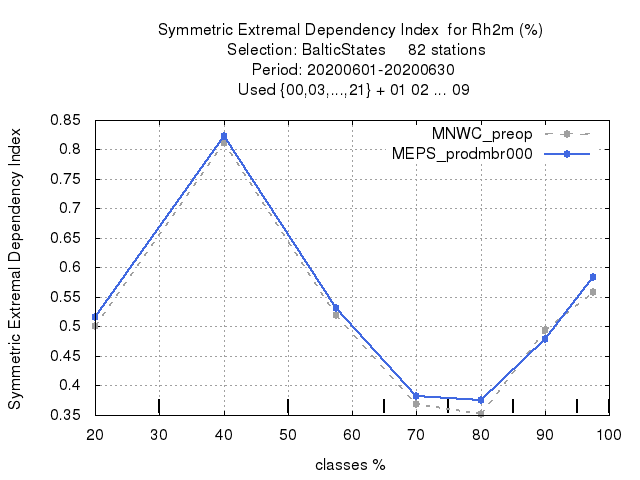 Symmetric Extremal Dependency Index  for Rh2m (%)
Selection: BalticStates     82 stations
Period: 20200601-20200630
Used {00,03,...,21} + 01 02 ... 09
MNWC_preop
MEPS_prodmbr000
Symmetric Extremal Dependency Index
0.85
0.8
0.75
0.7
0.65
0.6
0.55
0.5
0.45
0.4
0.35
20 30 40 50 60 70 80 90 100
classes %